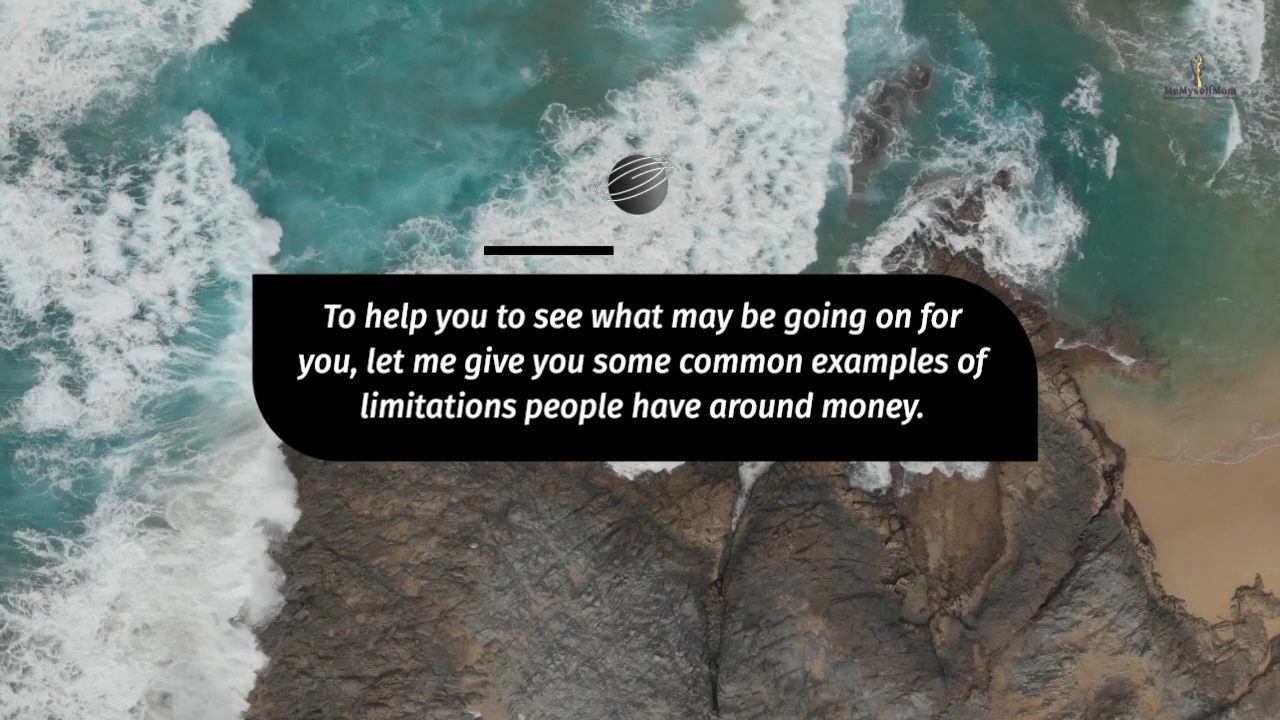 MeMyselfMom
To help you to see what may be going on for
you, let me give you some common examples of
limitations people have around money.